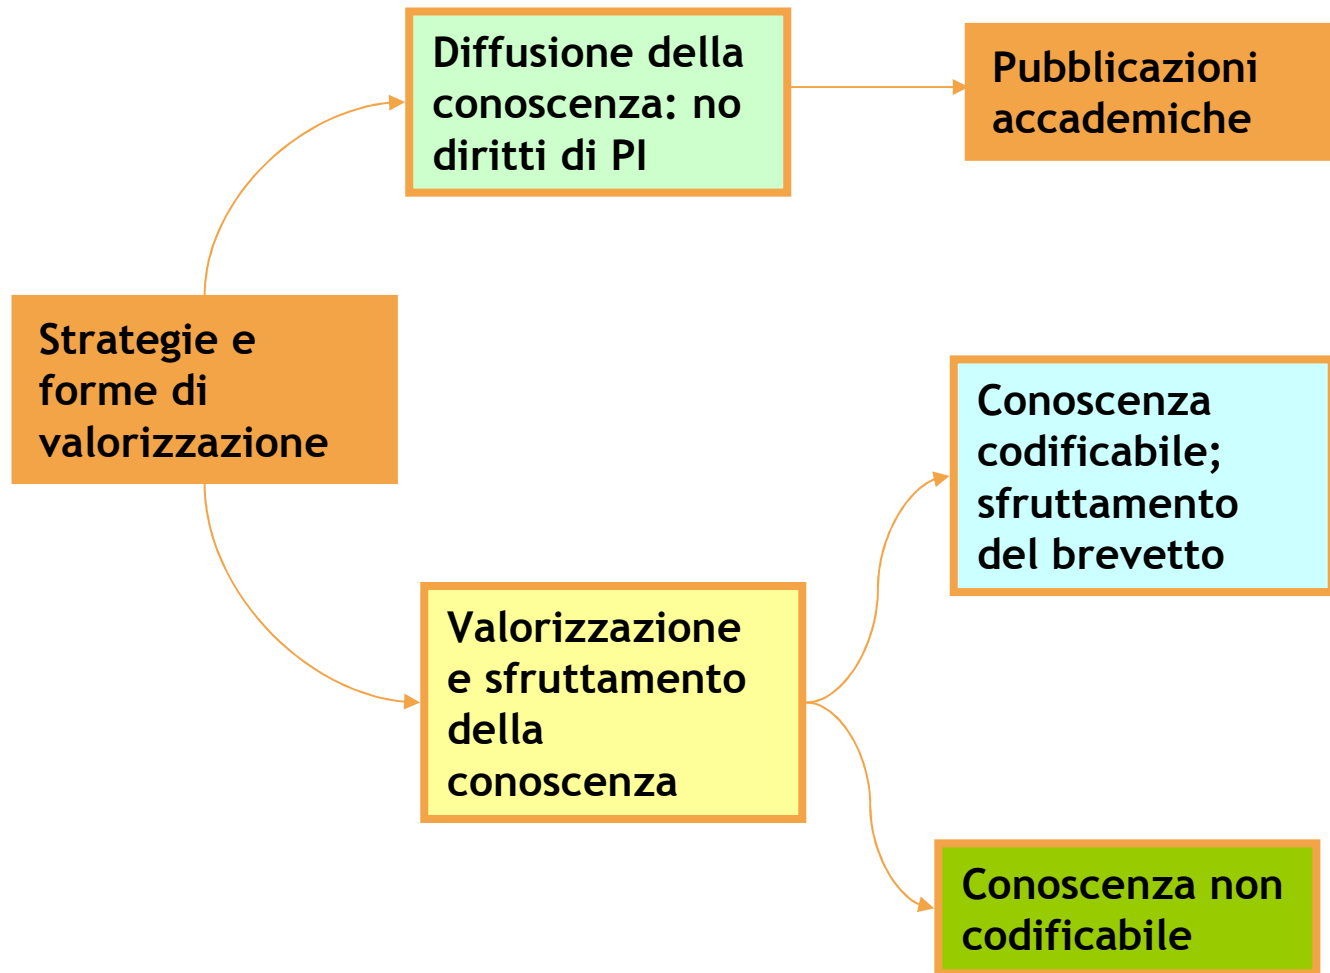 Diffusione della
conoscenza: no
diritti di PI
Pubblicazioni
accademiche
Strategie e
forme di
valorizzazione
Conoscenza
codificabile;
sfruttamento
del brevetto
Valorizzazione
e sfruttamento
della
conoscenza
Conoscenza non
codificabile